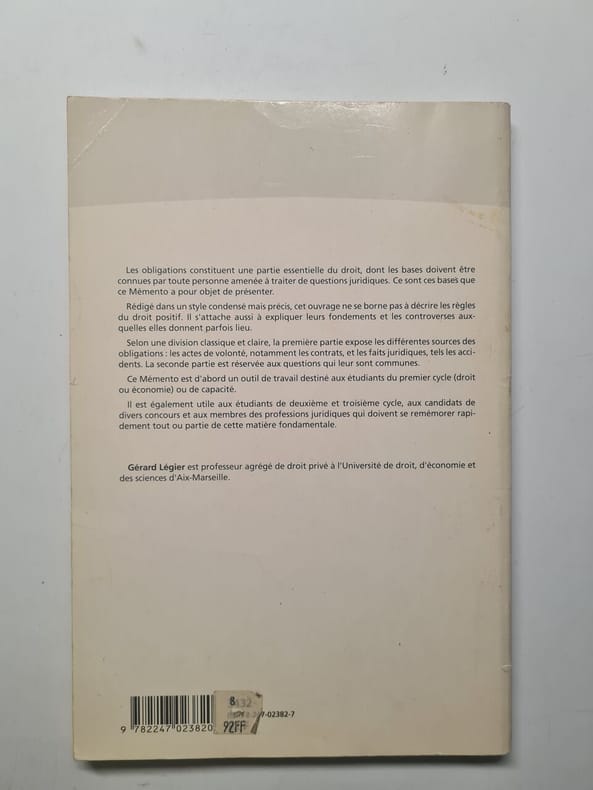 Les obligations constituent une partie essentielle du droit, dont les bases doivent être
connues par toute personne amenée à traiter de questions juridiques. Ce sont ces bases que
ce Mémento a pour objet de présenter.
Rédigé dans un style condensé mais précis, cet ouvrage ne se borne pas à décrire les règles
du droit positif. Il s'attache aussi à expliquer leurs fondements et les controverses aux-
quelles elles donnent parfois lieu.
Selon une division classique et claire, la première partie expose les différentes sources des
obligations : les actes de volonté, notamment les contrats, et les faits juridiques, tels les acci-
dents. La seconde partie est réservée aux questions qui leur sont communes.
Ce Mémento est d'abord un outil de travail destiné aux étudiants du premier cycle (droit
ou économie) ou de capacité.
Il est également utile aux étudiants de deuxième et troisième cycle, aux candidats de
divers concours et aux membres des professions juridiques qui doivent se remémorer rapi-
dement tout ou partie de cette matière fondamentale.
Gérard Légier est professeur agrégé de droit privé à l'Université de droit, d'économie et
des sciences d'Aix-Marseille.
7-02382-7
9 782247 023820
92FF